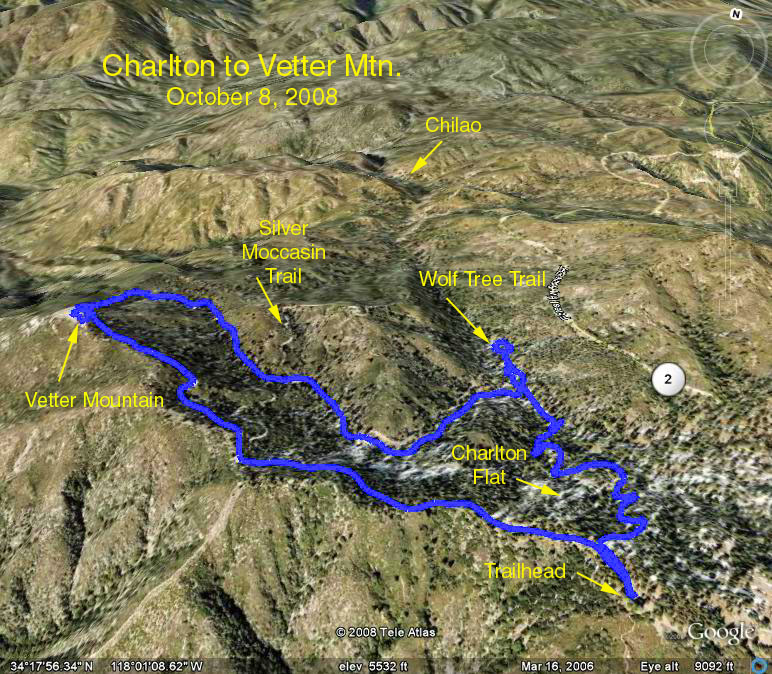 N
Charlton to Vetter Mtn.
October 8, 2008
Chilao
Silver
Moccasin
Trail
Wolf Tree Trail
2
Vetter Mountain
Charlton
Flat
Trailhead
© 2008 Tele Atlas
Google
34°17'56.34" N 118°01'08.62" W elev 5532 ft Mar 16, 2006 Eye alt 9092 ft